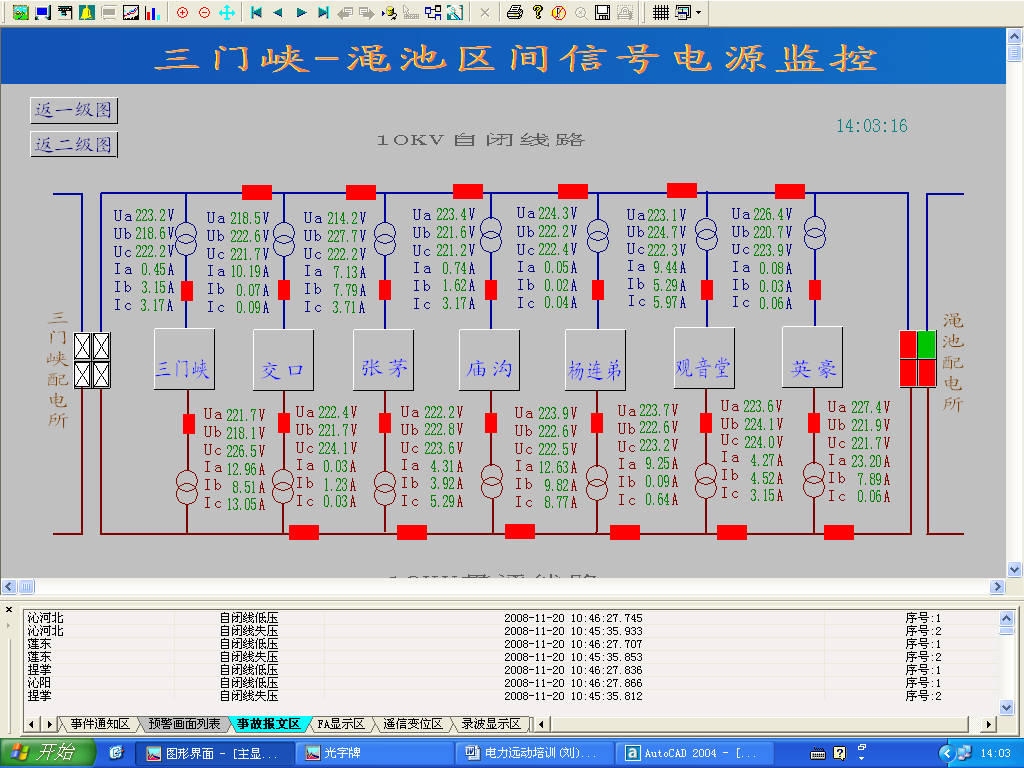 三门峡-渑池区间信号电源监控
返一级图
返二级图
10KV自闭线路
14:03:16
Ua 223.2V
Ub 218.6V
Uc 222.2V
Ia 0.45A
Ib 3.15A
Ic 3.17A
Ua 218.5V
Ub 222.6V
Uc 221.7V
Ia 10.19A
Ib 0.07A
Ic 0.09A
Ua 214.2V
Ub 227.7V
Uc 222.2V
Ia 7.13A
Ib 7.79A
Ic 3.71A
Ua 223.4V
Ub 221.6V
Uc 221.2V
Ia 0.74A
Ib 1.62A
Ic 3.17A
Ua 224.3V
Ub 222.2V
Uc 222.4V
Ia 0.05A
Ib 0.02A
Ic 0.04A
Ua 223.1V
Ub 224.7V
Uc 222.3V
Ia 9.44A
Ib 5.29A
Ic 5.97A
Ua 226.4V
Ub 220.7V
Uc 223.9V
Ia 0.08A
Ib 0.03A
Ic 0.06A
三门峡配电所
三门峡
交口
张茅
庙沟
杨连弟
观音堂
英豪
渑池配电所
Ua 221.7V
Ub 218.1V
Uc 226.5V
Ia 12.96A
Ib 8.51A
Ic 13.05A
Ua 222.4V
Ub 221.7V
Uc 224.1V
Ia 0.03A
Ib 1.23A
Ic 0.03A
Ua 222.2V
Ub 222.8V
Uc 223.6V
Ia 4.31A
Ib 3.92A
Ic 5.29A
Ua 223.9V
Ub 222.6V
Uc 222.5V
Ia 12.63A
Ib 9.82A
Ic 8.77A
Ua 223.7V
Ub 222.6V
Uc 223.2V
Ia 9.25A
Ib 0.09A
Ic 0.64A
Ua 223.6V
Ub 224.1V
Uc 224.0V
Ia 4.27A
Ib 4.52A
Ic 3.15A
Ua 227.4V
Ub 221.9V
Uc 221.7V
Ia 23.20A
Ib 7.89A
Ic 0.06A
沁河北 自闭线低压 2008-11-20 10:46:27.745 序号:1
沁河北 自闭线失压 2008-11-20 10:45:35.933 序号:2
莲东 自闭线低压 2008-11-20 10:46:27.707 序号:1
莲东 自闭线失压 2008-11-20 10:45:35.853 序号:2
捏掌 自闭线低压 2008-11-20 10:46:27.836 序号:1
沁阳 自闭线低压 2008-11-20 10:46:27.866 序号:1
捏掌 自闭线失压 2008-11-20 10:45:35.812 序号:2
事件通知区 预警画面列表 事故报文区 FA显示区 遥信变位区 录波显示区
开始 图形界面 - [主显... 光字牌 电力远动培训(刘)... AutoCAD 2004 - [... 14:03